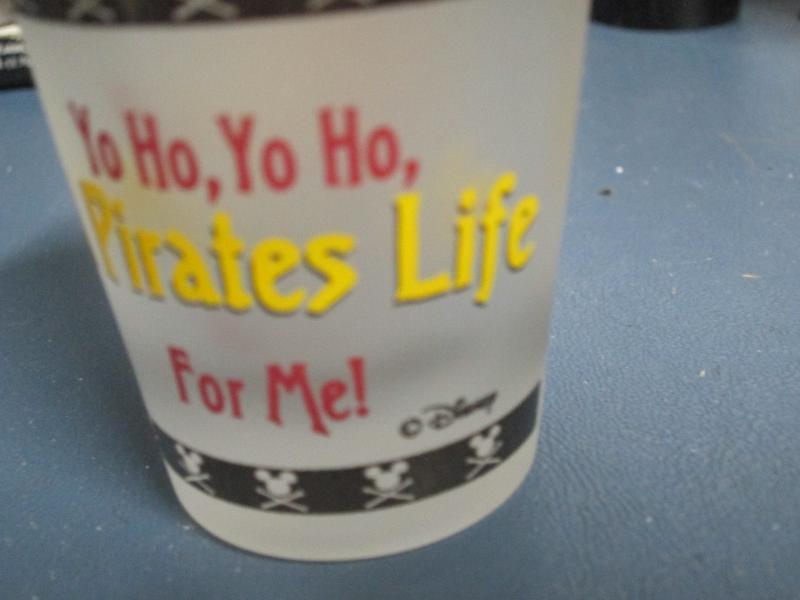 Yo Ho, Yo Ho,
Pirates Life
For Me!
© Disney